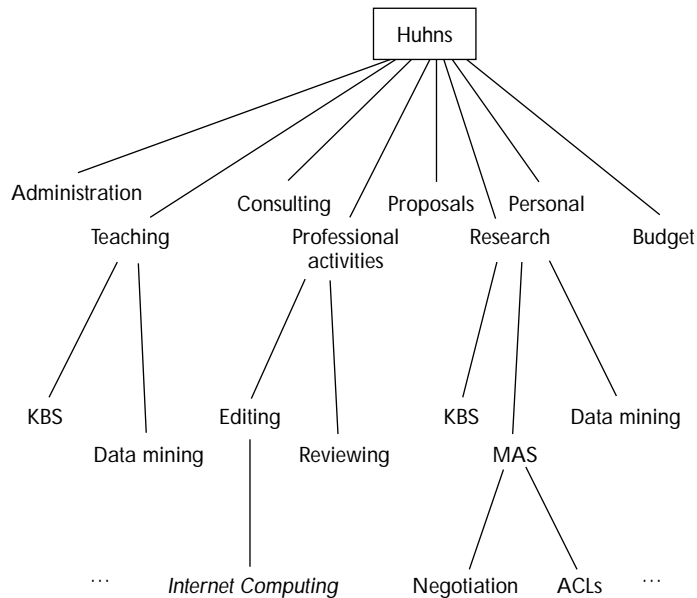 Huhns
Administration
Consulting
Proposals
Personal
Teaching
Professional
activities
Research
Budget
KBS
Editing
KBS
Data mining
Data mining
Reviewing
MAS
...
Internet Computing
Negotiation
ACLs
...